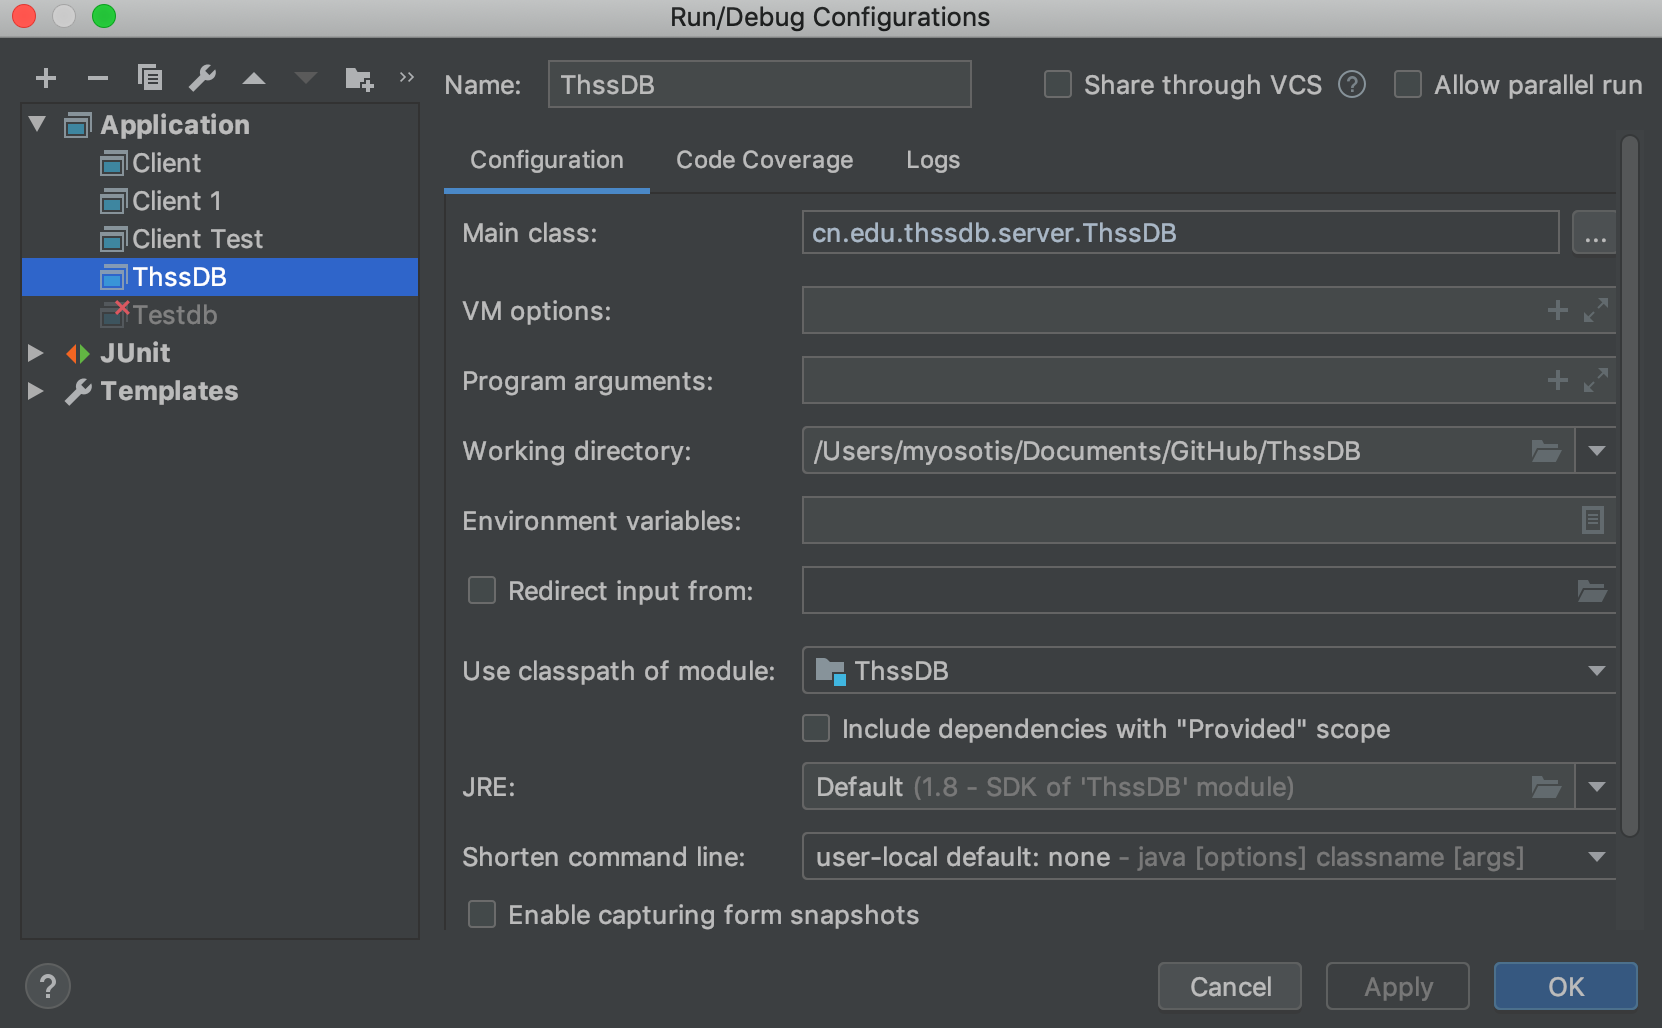 Run/Debug Configurations
Name: ThssDB Share through VCS ? Allow parallel run
Application
Client
Client 1
Client Test
ThssDB
Testdb
JUnit
Templates
Configuration Code Coverage Logs
Main class: cn.edu.thssdb.server.ThssDB ...
VM options:
Program arguments:
Working directory: /Users/myosotis/Documents/GitHub/ThssDB
Environment variables:
Redirect input from:
Use classpath of module: ThssDB
Include dependencies with "Provided" scope
JRE: Default (1.8 - SDK of 'ThssDB' module)
Shorten command line: user-local default: none - java [options] classname [args]
Enable capturing form snapshots
? Cancel Apply OK